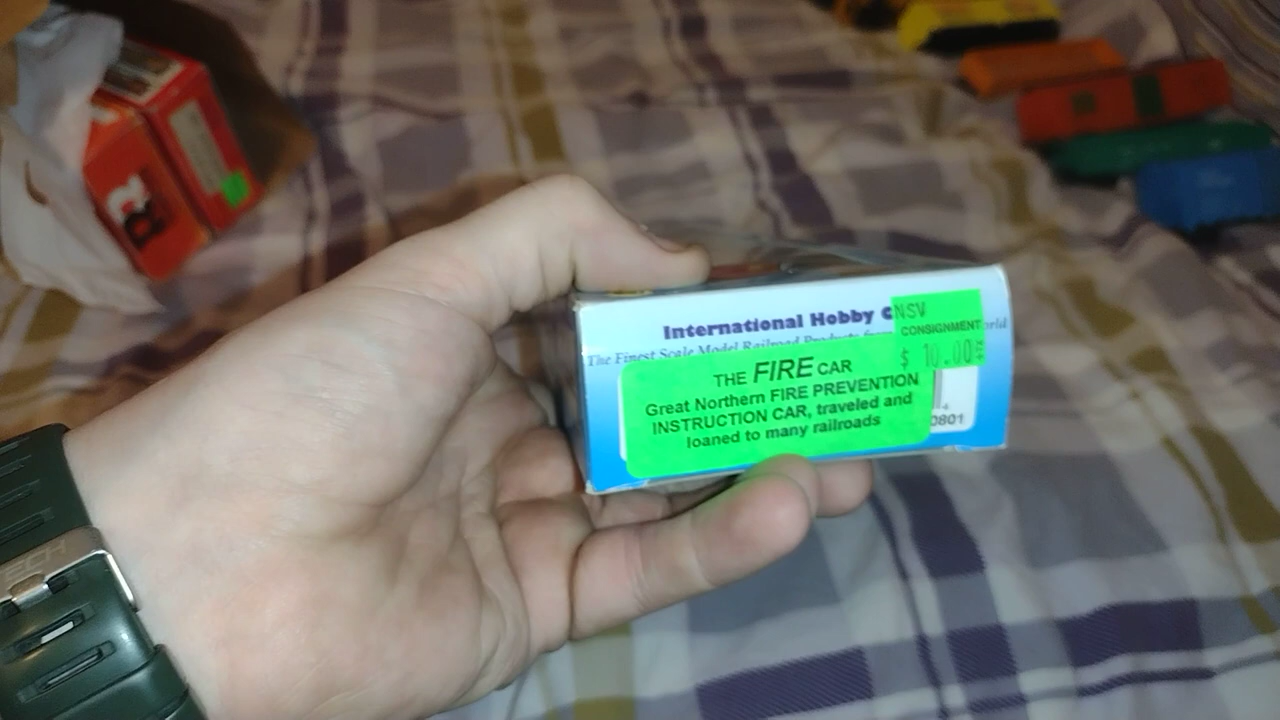 International Hobby C
NSV
CONSIGNMENT
$ 10.00
The Finest Scale Model Railroad Products from
THE FIRE CAR
Great Northern FIRE PREVENTION
INSTRUCTION CAR, traveled and
loaned to many railroads
0801